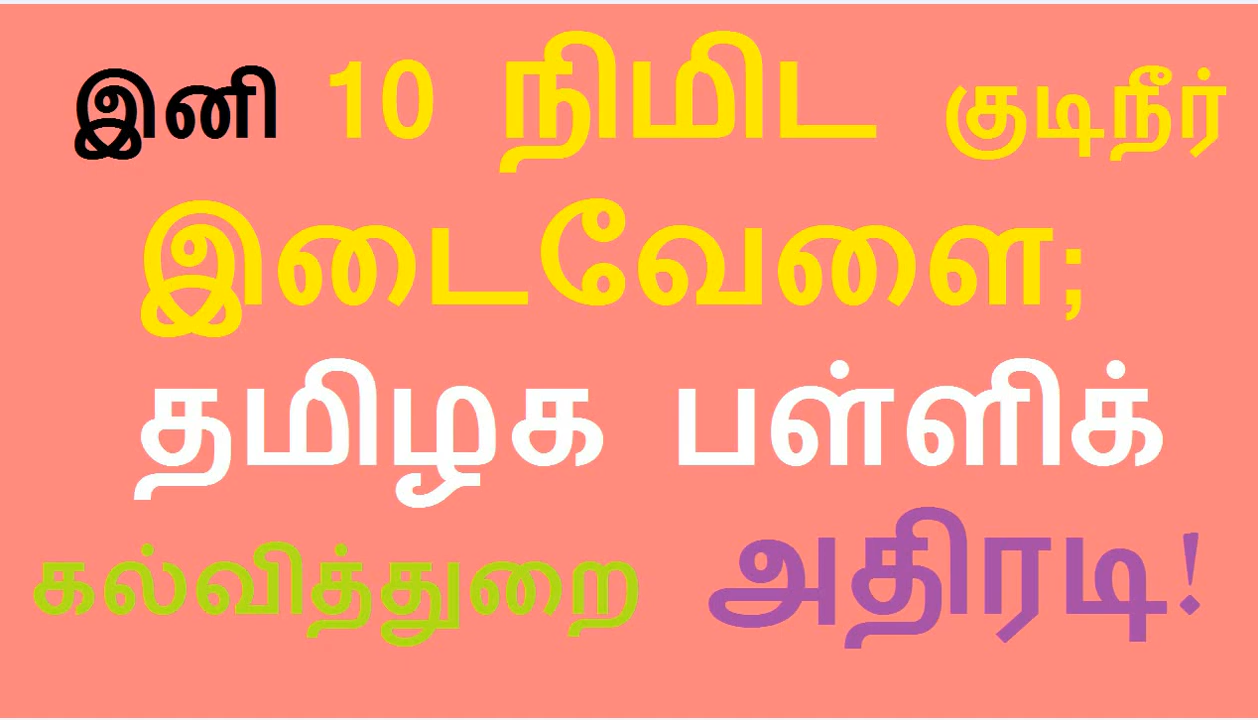 இனி 10 நிமிட குடிநீர்
இடைவேளை;
தமிழக பள்ளிக்
கல்வித்துறை அதிரடி!